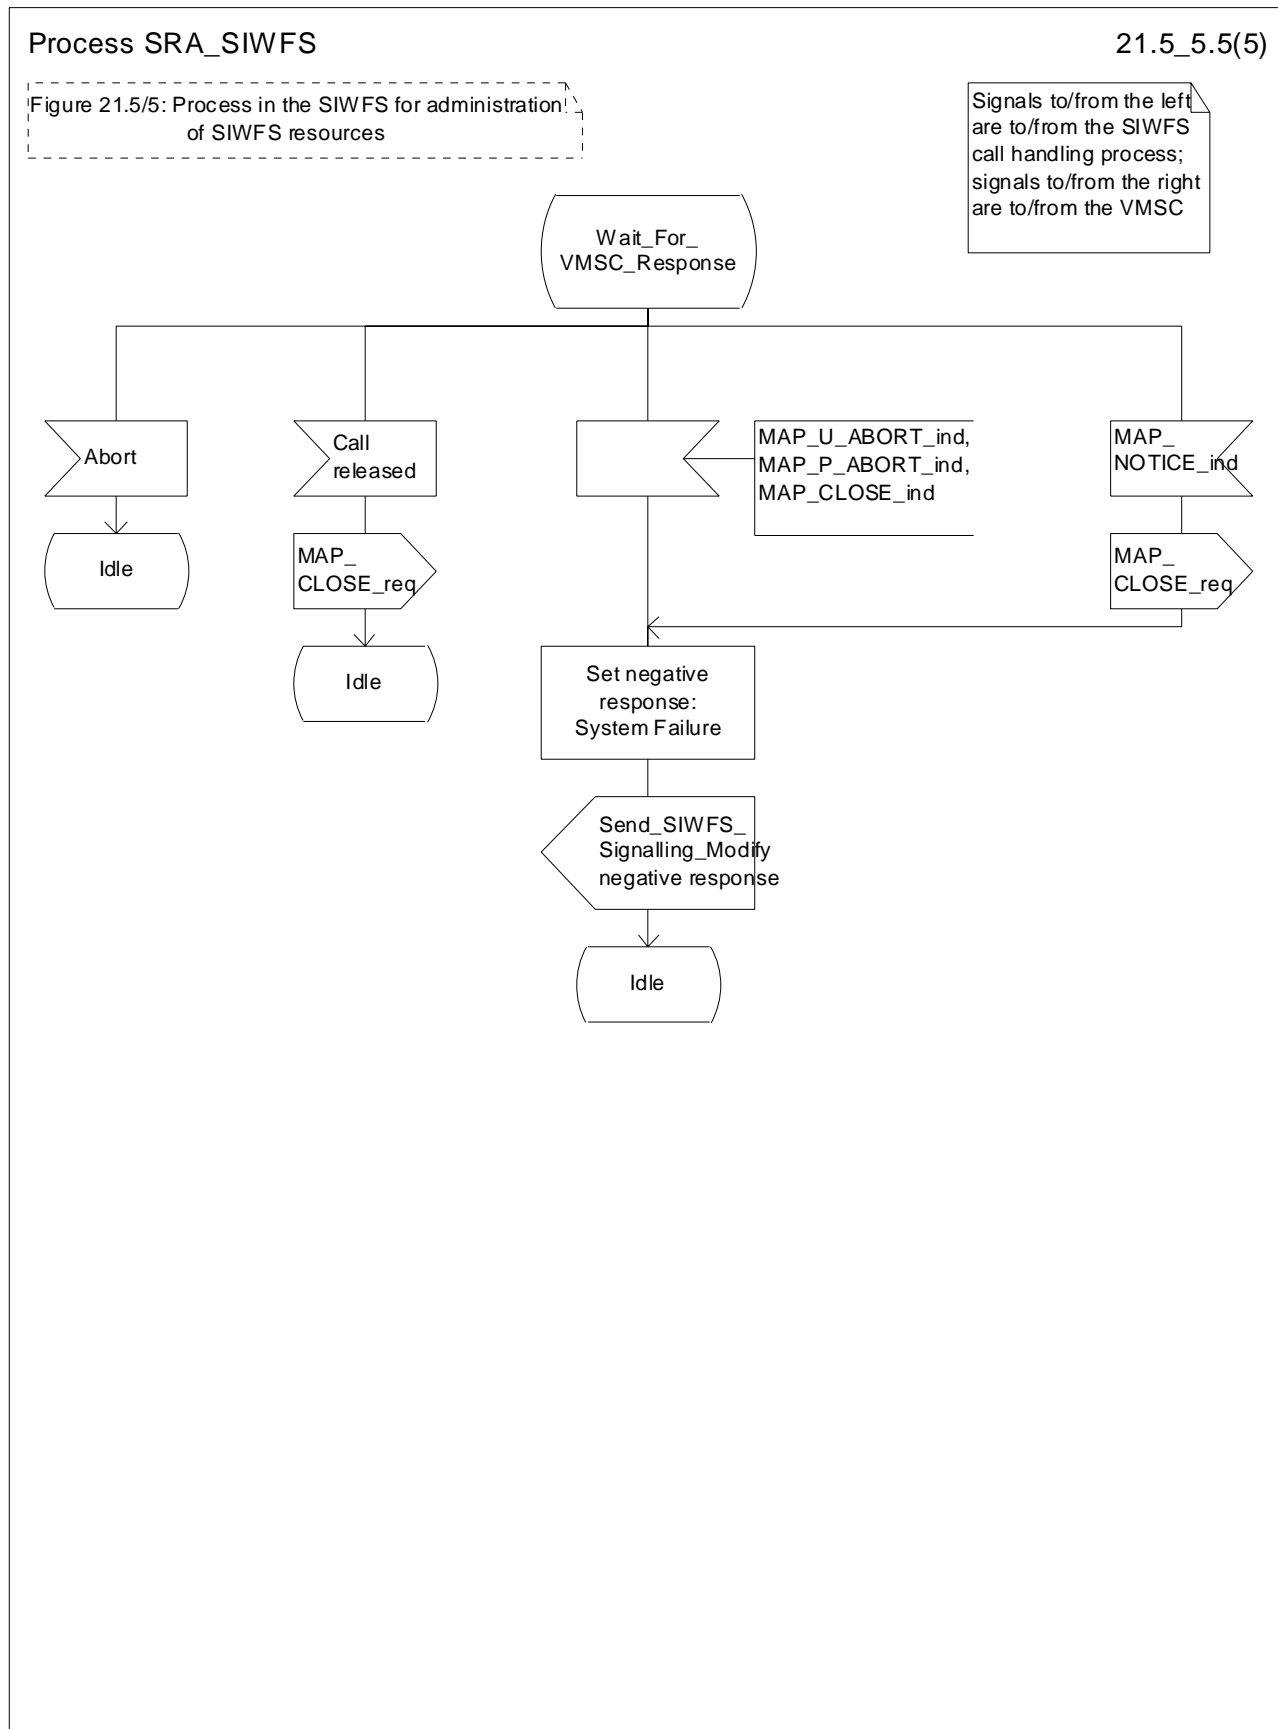 Process SRA_SIWFS
21.5_5.5(5)
Figure 21.5/5: Process in the SIWFS for administration
of SIWFS resources
Signals to/from the left
are to/from the SIWFS
call handling process;
signals to/from the right
are to/from the VMSC
Wait_For_
VMSC_Response
Abort
Call
released
MAP_U_ABORT_ind,
MAP_P_ABORT_ind,
MAP_CLOSE_ind
MAP_
NOTICE_ind
Idle
MAP_
CLOSE_req
MAP_
CLOSE_req
Idle
Set negative
response:
System Failure
Send_SIWFS_
Signalling_Modify
negative response
Idle